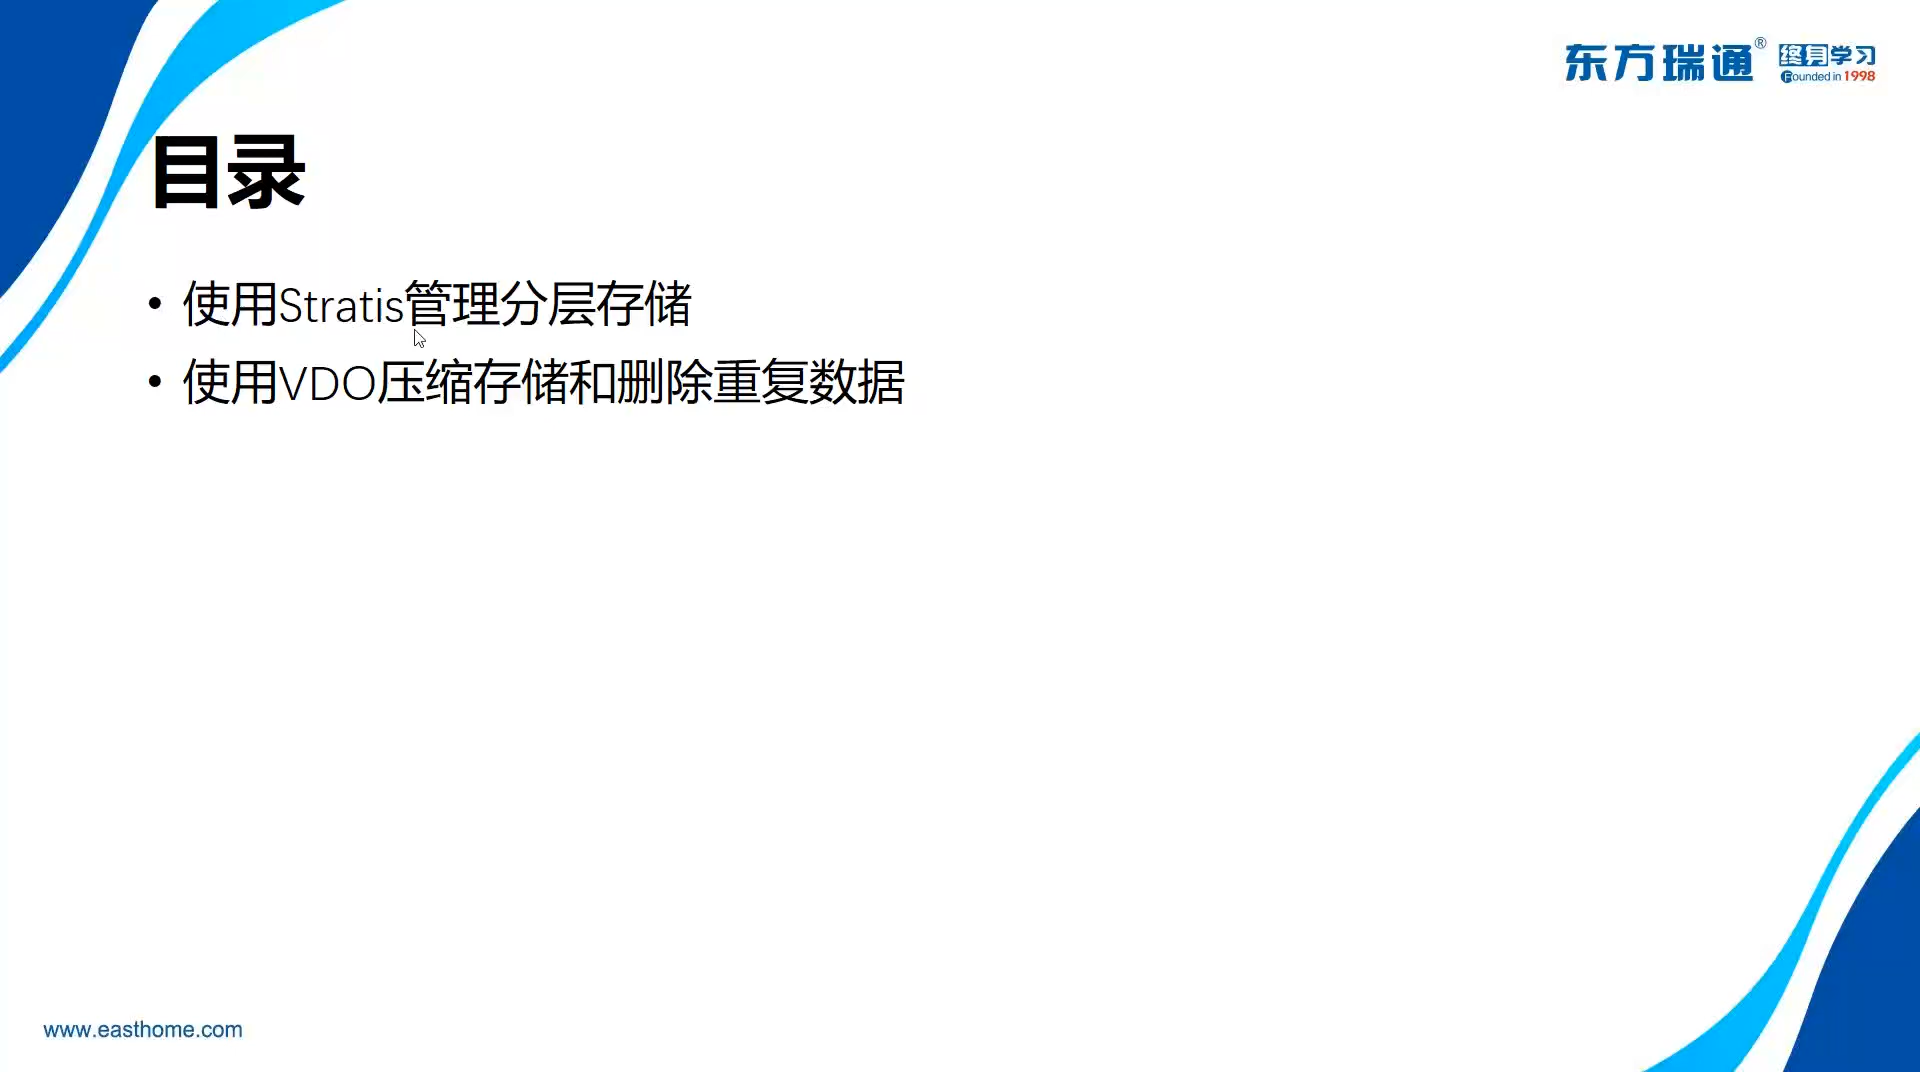 东方瑞通® 终身学习
Founded in 1998
目录
• 使用Stratis管理分层存储
• 使用VDO压缩存储和删除重复数据
www.easthome.com